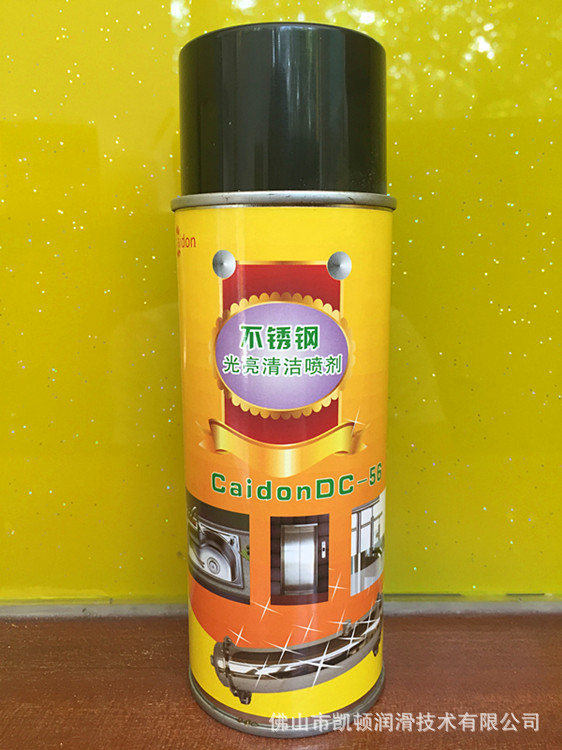 aidon
不锈钢
光亮清洁喷剂
CaidonDC-56
佛山市凯顿润滑技术有限公司